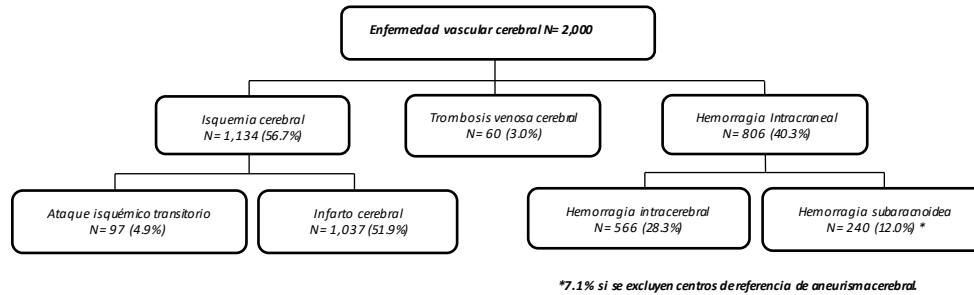 Enfermedad vascular cerebral N= 2,000
Isquemia cerebral
N= 1,134 (56.7%)
Trombosis venosa cerebral
N= 60 (3.0%)
Hemorragia Intracraneal
N= 806 (40.3%)
Ataque isquémico transitorio
N= 97 (4.9%)
Infarto cerebral
N= 1,037 (51.9%)
Hemorragia intracerebral
N= 566 (28.3%)
Hemorragia subaracnoidea
N= 240 (12.0%) *
*7.1% si se excluyen centros de referencia de aneurisma cerebral.